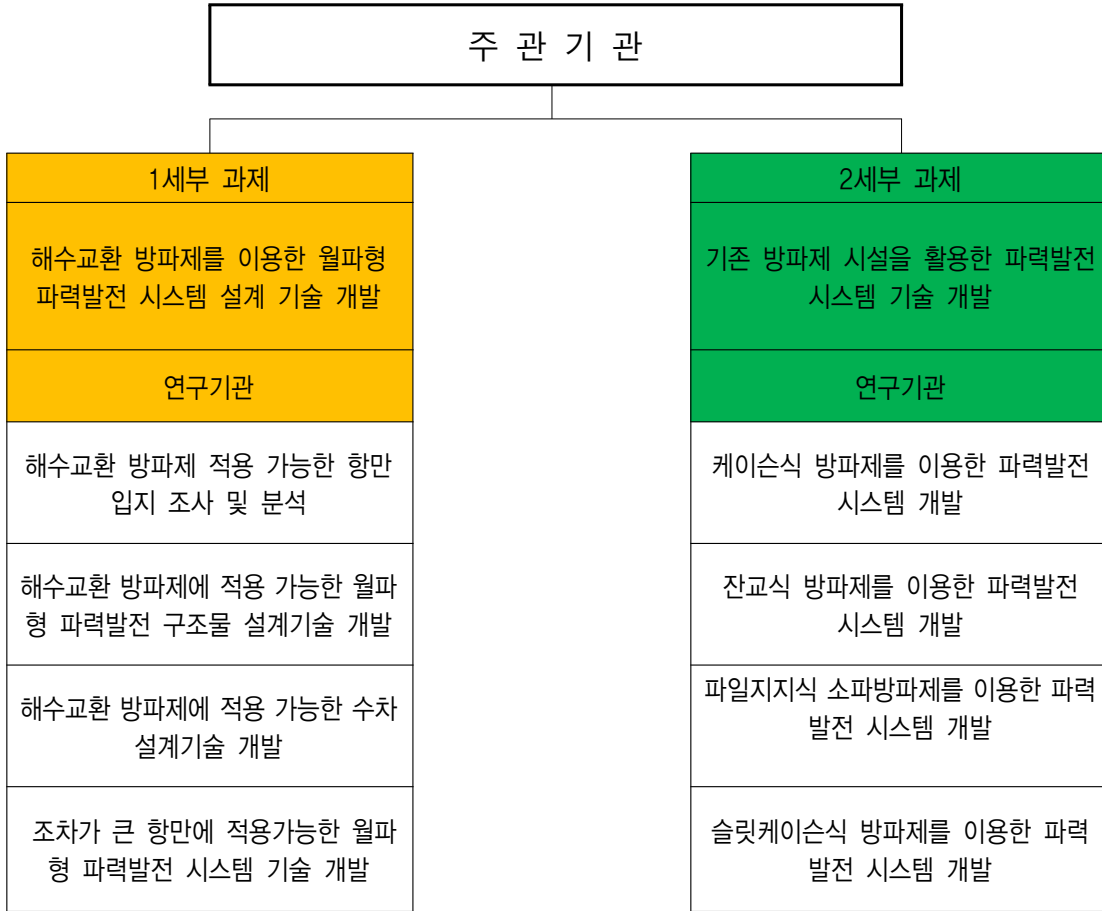 주 관 기 관
1세부 과제
해수교환 방파제를 이용한 월파형
파력발전 시스템 설계 기술 개발
연구기관
해수교환 방파제 적용 가능한 항만
입지 조사 및 분석
해수교환 방파제에 적용 가능한 월파
형 파력발전 구조물 설계기술 개발
해수교환 방파제에 적용 가능한 수차
설계기술 개발
조차가 큰 항만에 적용가능한 월파
형 파력발전 시스템 기술 개발
2세부 과제
기존 방파제 시설을 활용한 파력발전
시스템 기술 개발
연구기관
케이슨식 방파제를 이용한 파력발전
시스템 개발
잔교식 방파제를 이용한 파력발전
시스템 개발
파일지지식 소파방파제를 이용한 파력
발전 시스템 개발
슬릿케이슨식 방파제를 이용한 파력
발전 시스템 개발